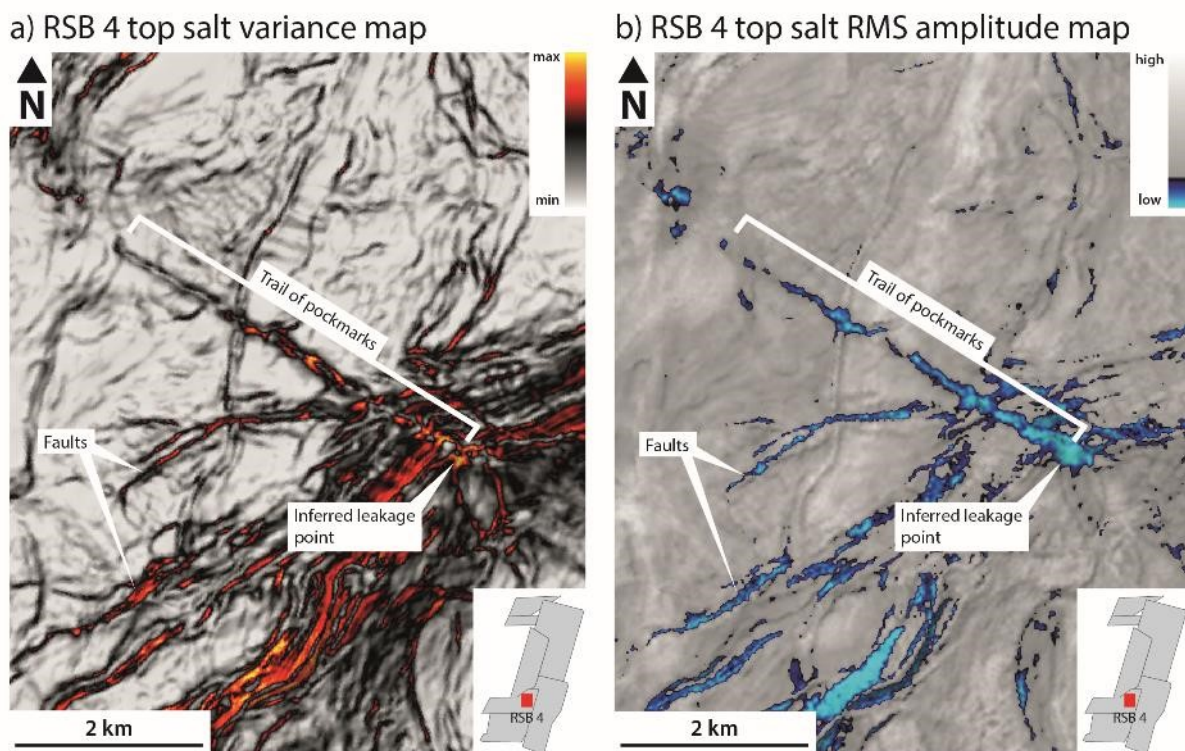 a) RSB 4 top salt variance map
N
max
min
Trail of pockmarks
Faults
Inferred leakage
point
2 km
RSB 4
b) RSB 4 top salt RMS amplitude map
N
high
low
Trail of pockmarks
Faults
Inferred leakage
point
2 km
RSB 4